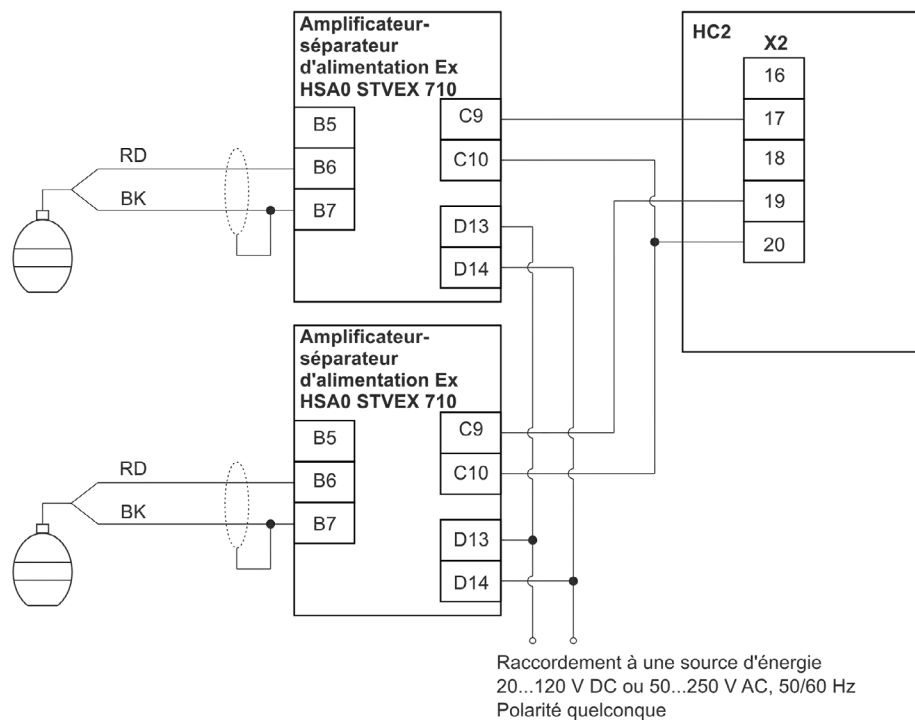 Amplificateur-
séparateur
d'alimentation Ex
HSA0 STVEX 710
B5
B6
B7
C9
C10
D13
D14
RD
BK
HC2
X2
16
17
18
19
20
Amplificateur-
séparateur
d'alimentation Ex
HSA0 STVEX 710
B5
B6
B7
C9
C10
D13
D14
RD
BK
Raccordement à une source d'énergie
20...120 V DC ou 50...250 V AC, 50/60 Hz
Polarité quelconque